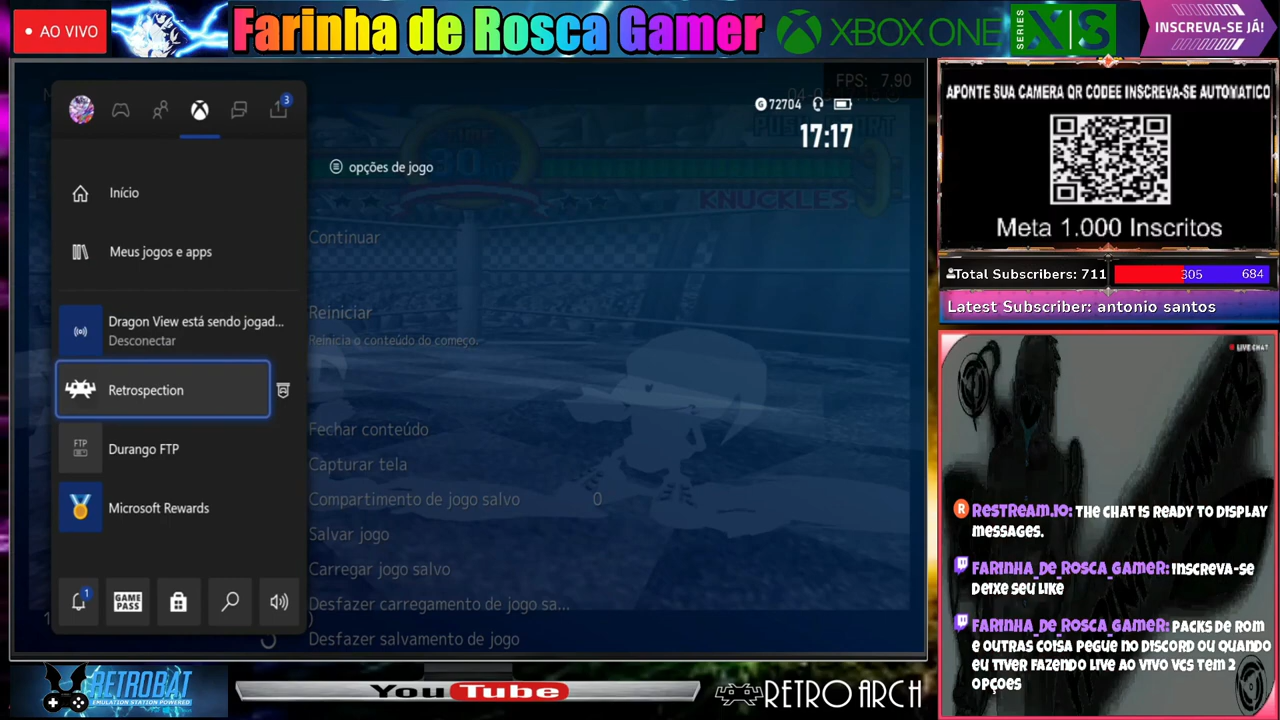 AO VIVO
Farinha de Rosca Gamer
XBOX ONE
SERIES X|S
INSCREVA-SE JÁ!
FPS: 7.90
3
G 72704
17:17
opções de jogo
Início
Meus jogos e apps
KNUCKLES
Continuar
Reiniciar
Reinicia o conteúdo do começo.
Dragon View está sendo jogad...
Desconectar
Retrospection
Fechar conteúdo
FTP
Durango FTP
Capturar tela
Compartimento de jogo salvo 0
Microsoft Rewards
Salvar jogo
Carregar jogo salvo
1
GAME PASS
Desfazer carregamento de jogo sa...
Desfazer salvamento de jogo
APONTE SUA CAMERA QR CODEE INSCREVA-SE AUTOMATICO
Meta 1.000 Inscritos
Total Subscribers: 711
305
684
Latest Subscriber: antonio santos
LIVE CHAT
Restream.io: The chat is ready to display
messages.
farinha_de_rosca_gamer: Inscreva-se
deixe seu like
farinha_de_rosca_gamer: Packs de rom
e outras coisa pegue no discord ou quando
eu tiver fazendo live ao vivo vcs tem 2
opçoes
RETROBAT
EMULATION STATION POWERED
YouTube
RETRO ARCH